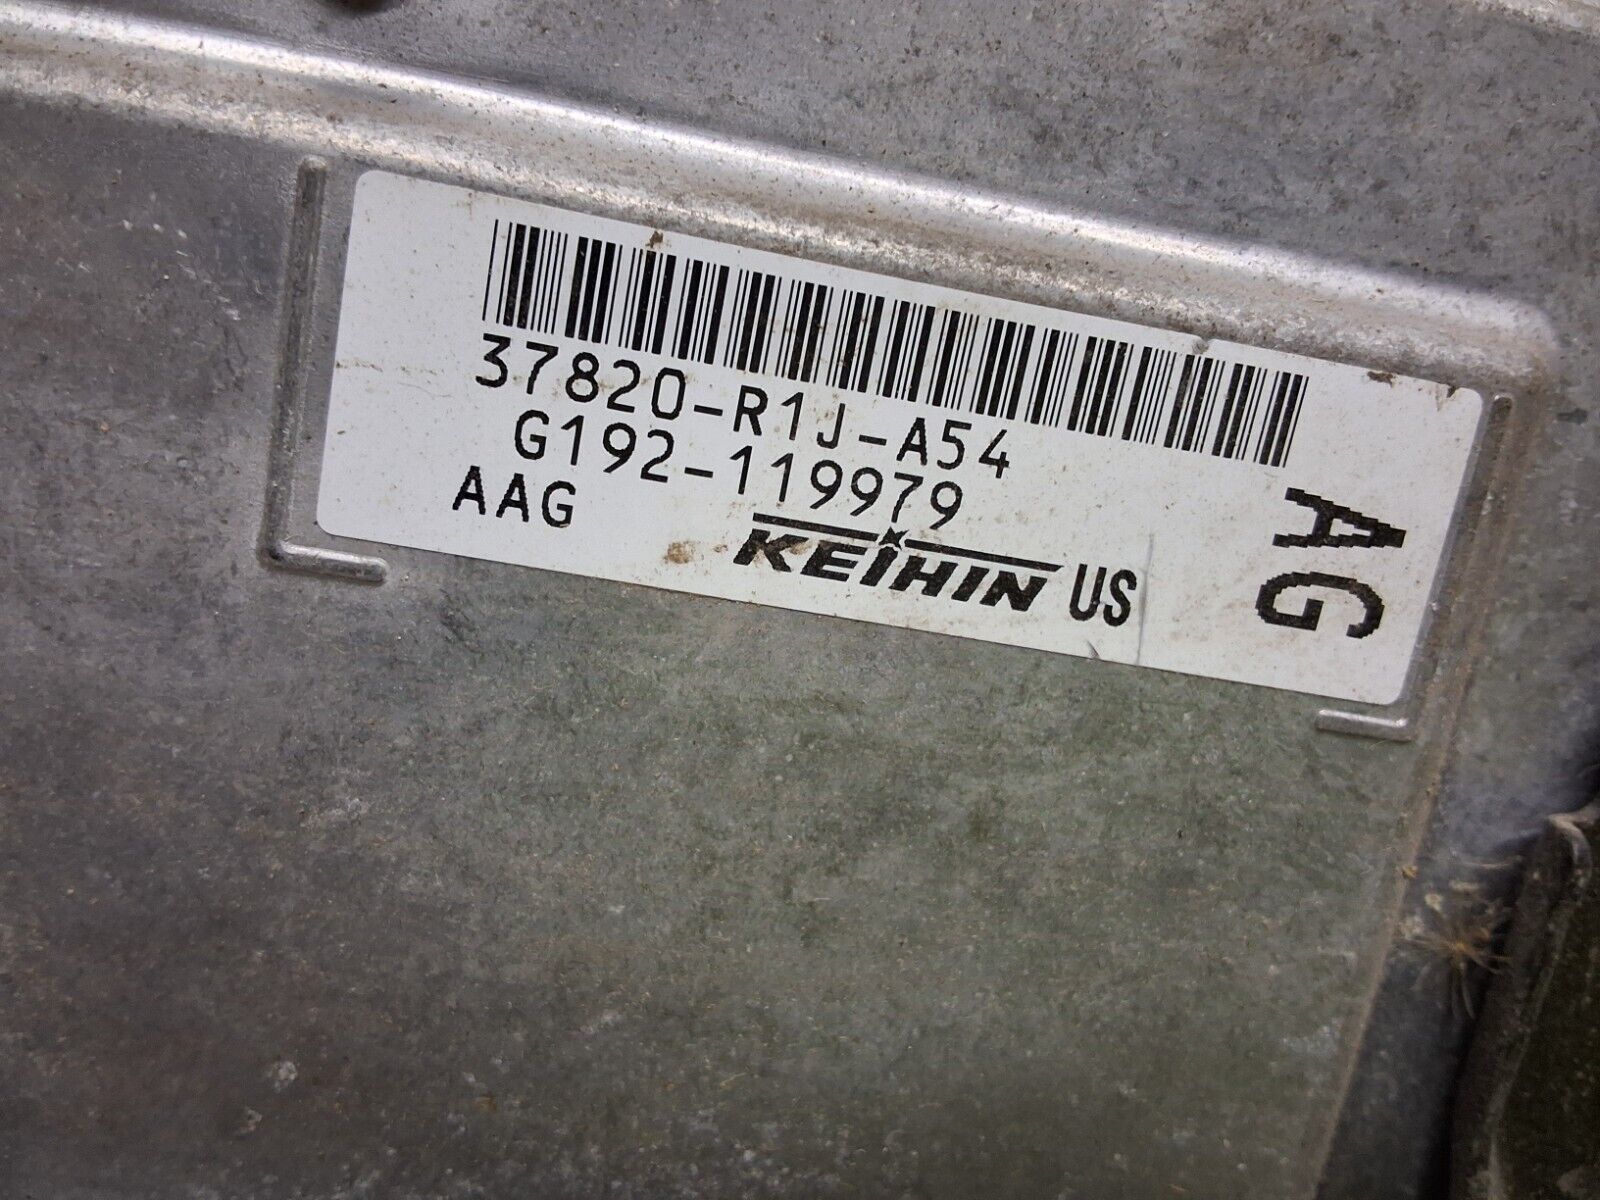 37820-R1J-A54
G192-119979
AAG
KEIHIN US
AG